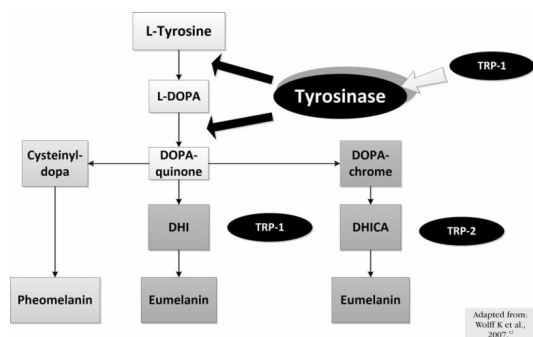 L-Tyrosine
TRP-1
L-DOPA
Tyrosinase
Cysteinyl-
dopa
DOPA-
quinone
DOPA-
chrome
DHI
TRP-1
DHICA
TRP-2
Pheomelanin
Eumelanin
Eumelanin
Adapted from:
Wolff K et al.,
2007.¹²